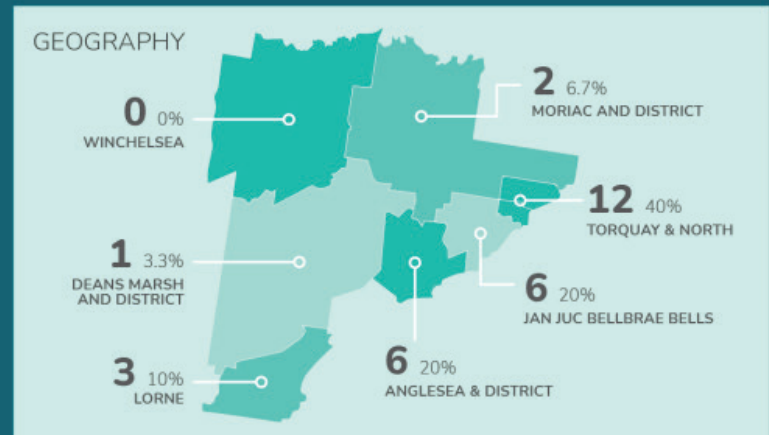 GEOGRAPHY
0 0%
WINCHELSEA
2 6.7%
MORIAC AND DISTRICT
12 40%
TORQUAY & NORTH
1 3.3%
DEANS MARSH
AND DISTRICT
6 20%
JAN JUC BELLBRAE BELLS
3 10%
LORNE
6 20%
ANGLESEA & DISTRICT